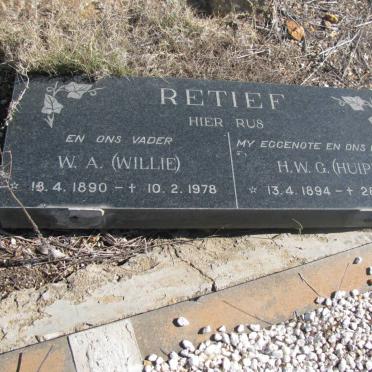 RETIEF
HIER RUS
EN ONS VADER
W. A. (WILLIE)
☆ 18. 4. 1890 – † 10. 2. 1978
MY EGGENOTE EN ONS
H. W. G. (HUIP
☆ 13. 4. 1894 – † 2